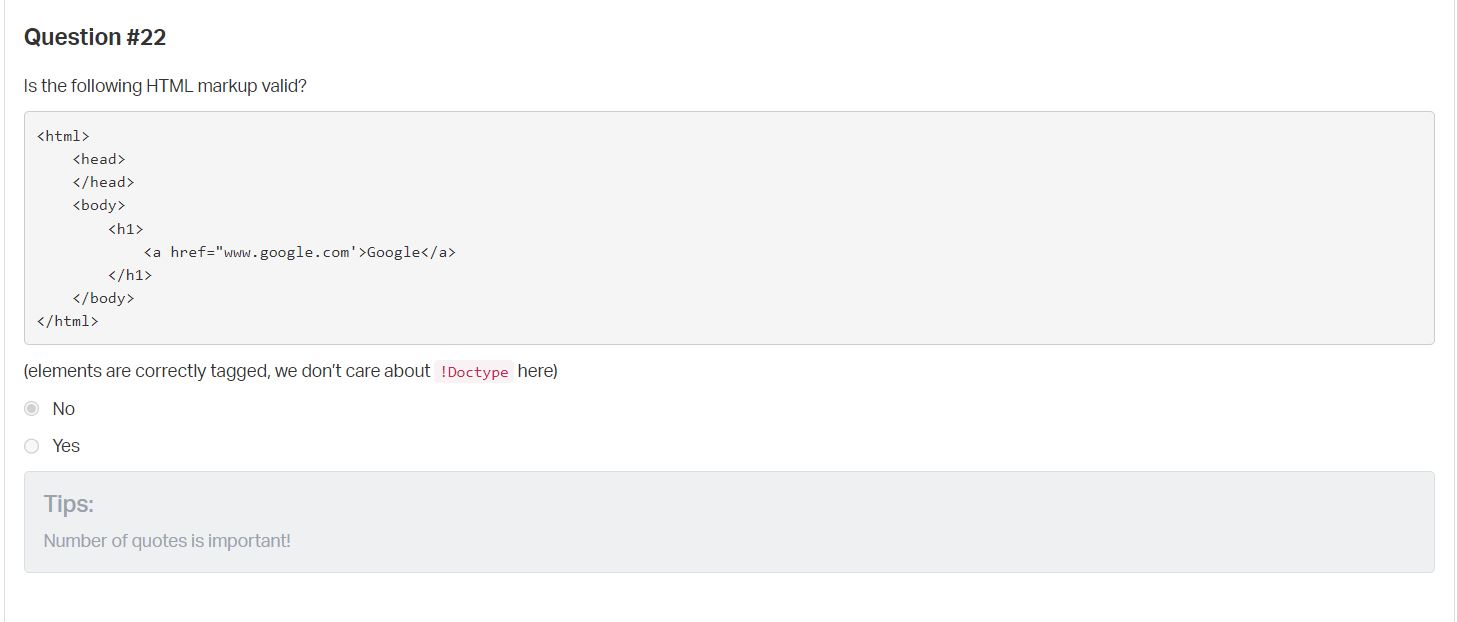 Question #22
Is the following HTML markup valid?
<html>
    <head>
    </head>
    <body>
        <h1>
            <a href="www.google.com'>Google</a>
        </h1>
    </body>
</html>
(elements are correctly tagged, we don't care about !Doctype here)
No
Yes
Tips:
Number of quotes is important!